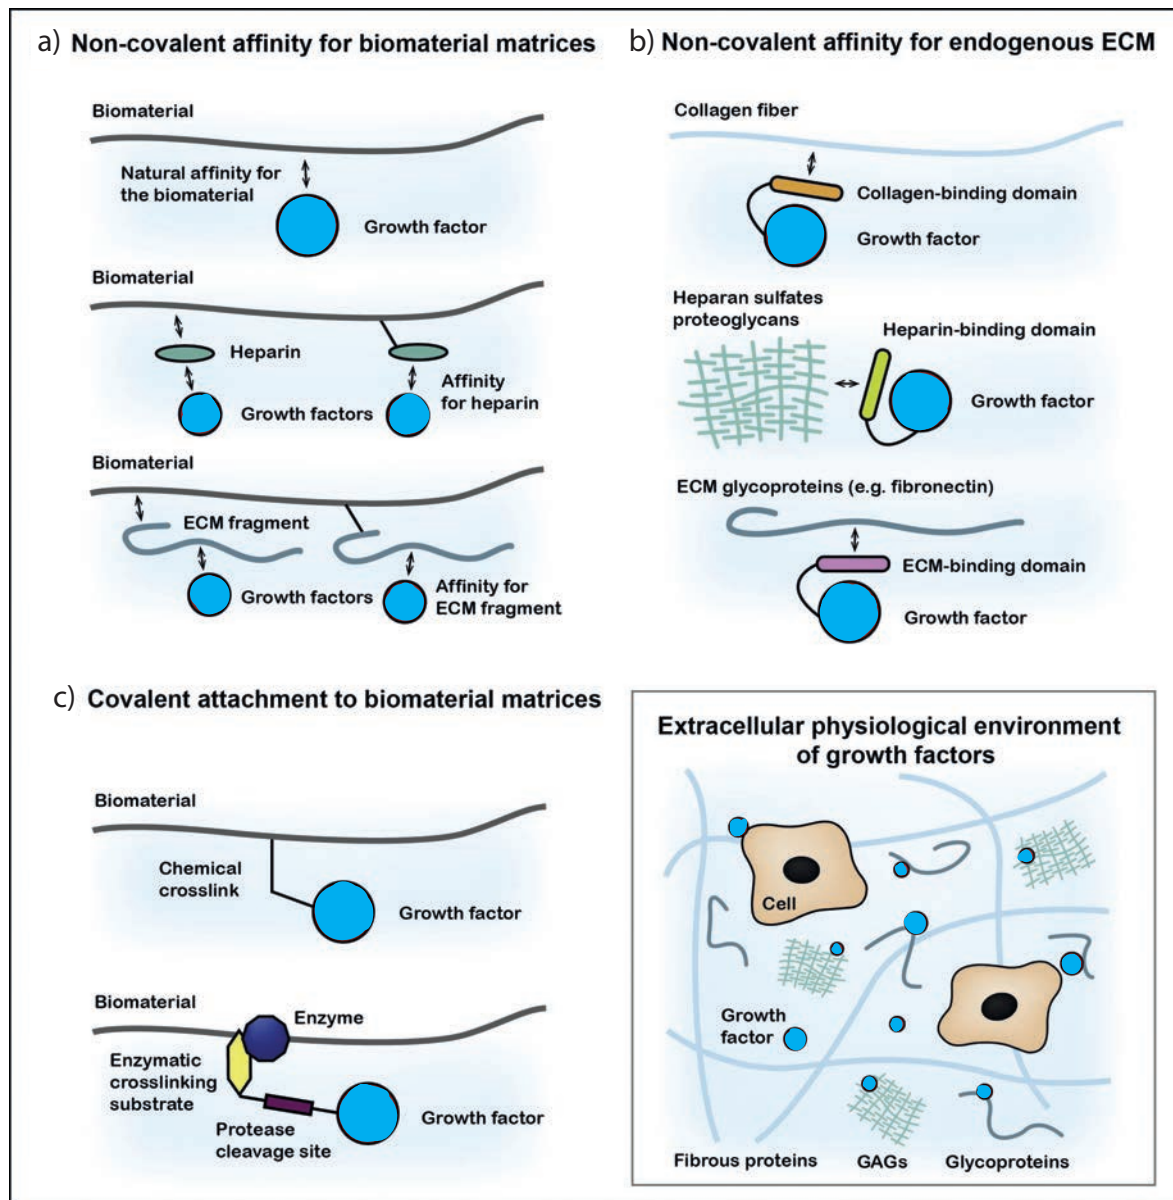 a) Non-covalent affinity for biomaterial matrices
Biomaterial
Natural affinity for
the biomaterial
Growth factor
Biomaterial
Heparin
Growth factors
Affinity
for heparin
Biomaterial
ECM fragment
Growth factors
Affinity for
ECM fragment
b) Non-covalent affinity for endogenous ECM
Collagen fiber
Collagen-binding domain
Growth factor
Heparan sulfates
proteoglycans
Heparin-binding domain
Growth factor
ECM glycoproteins (e.g. fibronectin)
ECM-binding domain
Growth factor
c) Covalent attachment to biomaterial matrices
Biomaterial
Chemical
crosslink
Growth factor
Biomaterial
Enzyme
Enzymatic
crosslinking
substrate
Growth factor
Protease
cleavage site
Extracellular physiological environment
of growth factors
Cell
Growth
factor
Fibrous proteins
GAGs
Glycoproteins